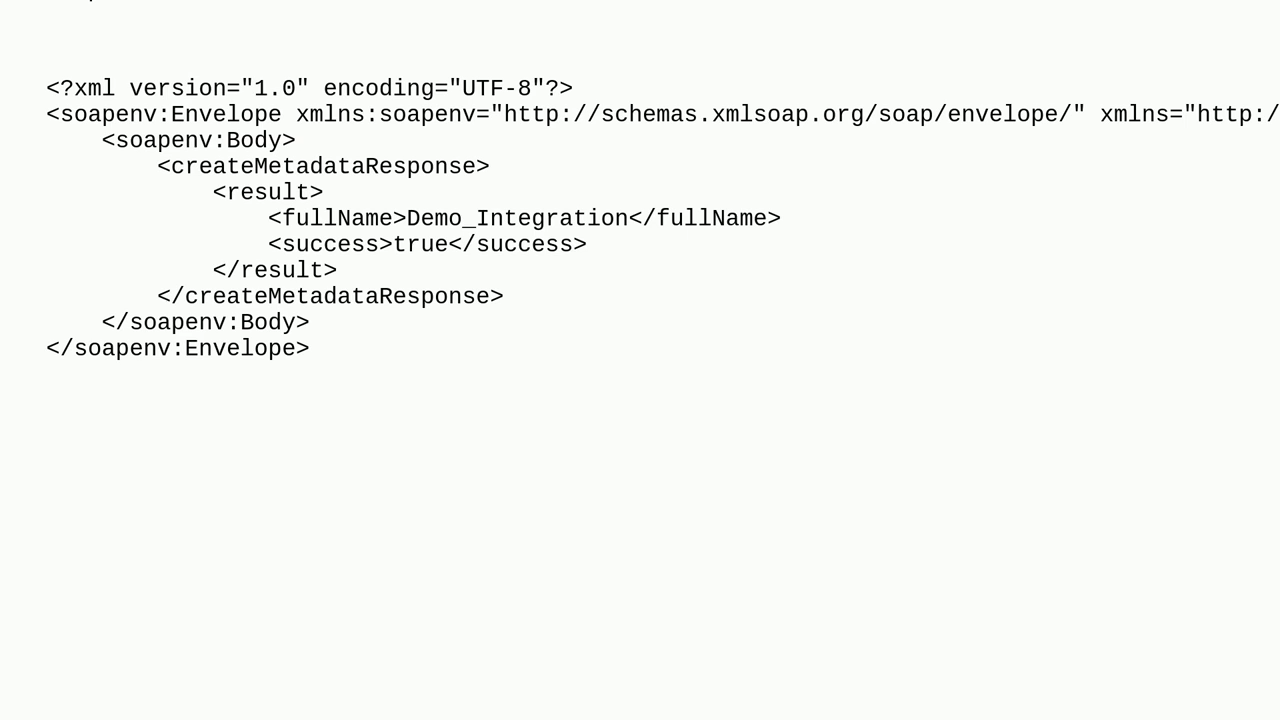 <?xml version="1.0" encoding="UTF-8"?>
<soapenv:Envelope xmlns:soapenv="http://schemas.xmlsoap.org/soap/envelope/" xmlns="http:/
<soapenv:Body>
<createMetadataResponse>
<result>
<fullName>Demo_Integration</fullName>
<success>true</success>
</result>
</createMetadataResponse>
</soapenv:Body>
</soapenv:Envelope>